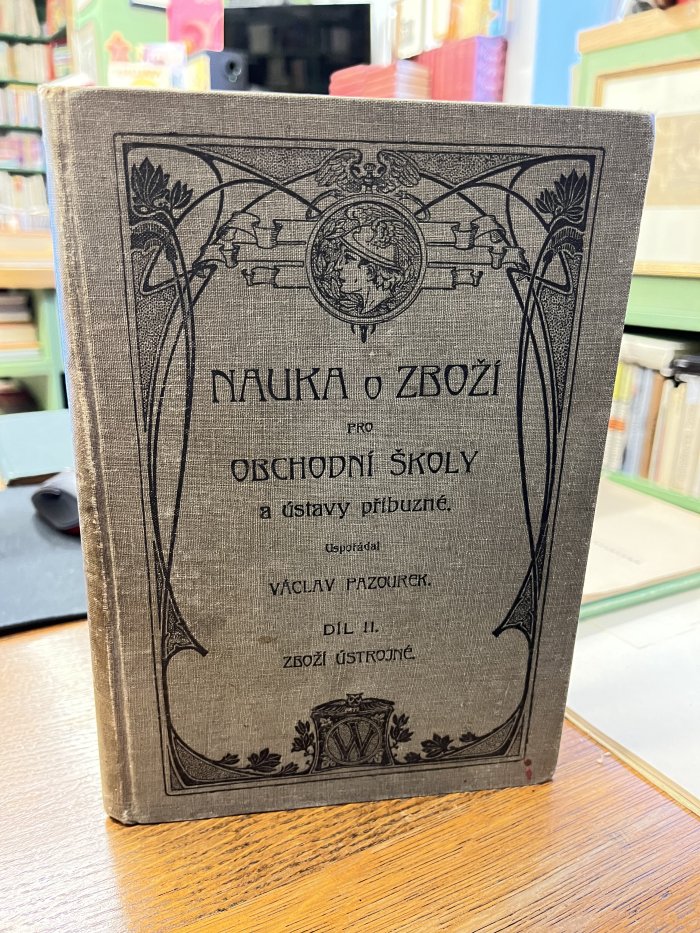 NAUKA o ZBOŽÍ
PRO
OBCHODNÍ ŠKOLY
a ústavy příbuzné.
Uspořádal
VÁCLAV PAZOUREK.
DÍL II.
ZBOŽÍ ÚSTROJNÉ.
W